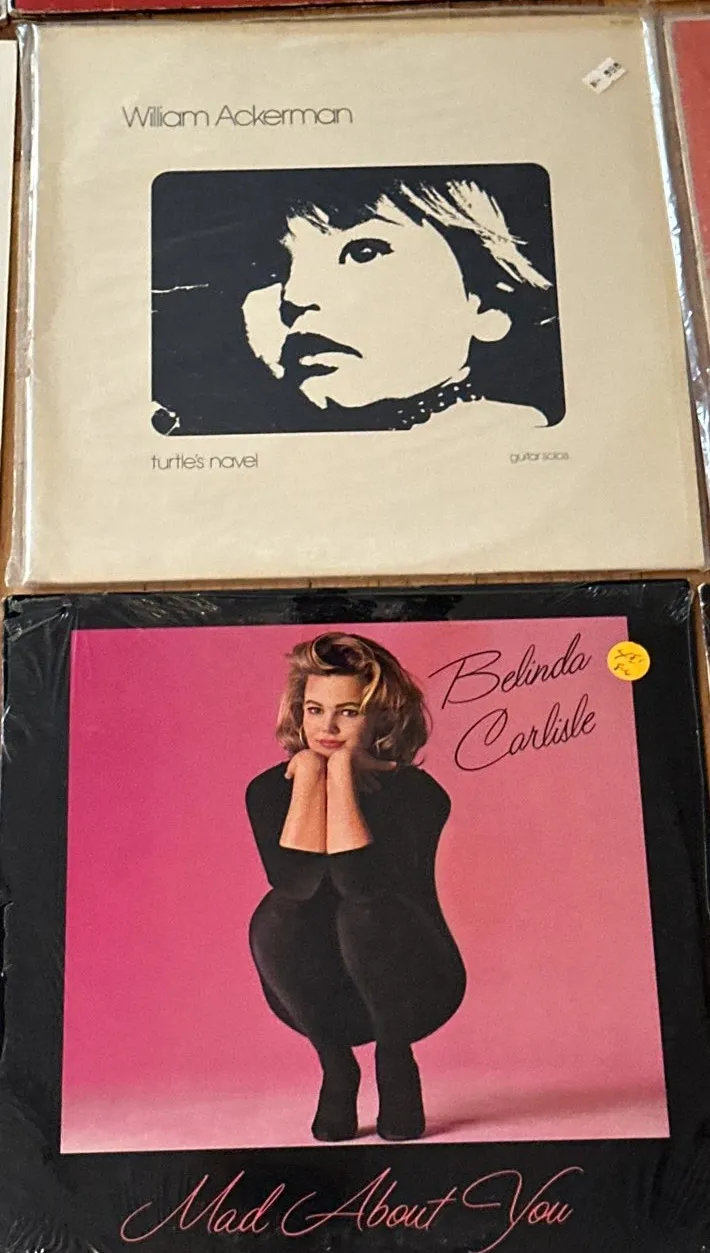 William Ackerman
turtle's navel
guitar solos
Belinda
Carlisle
Mad About You